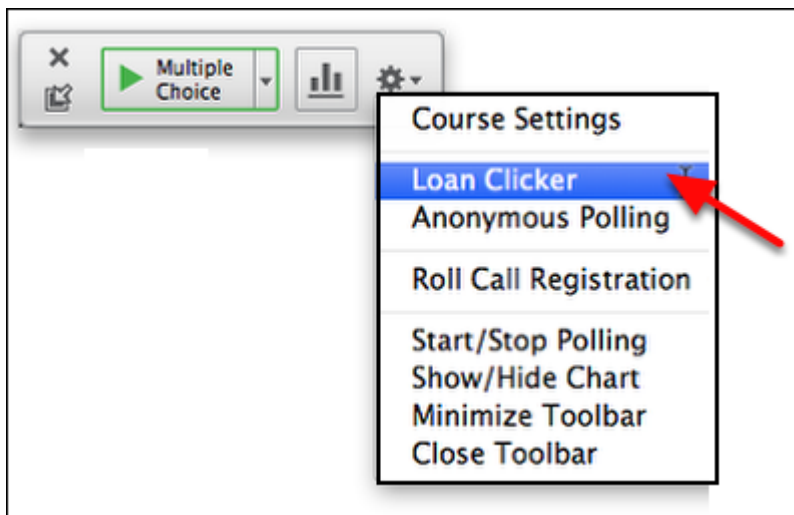 Multiple
Choice
Course Settings
Loan Clicker
Anonymous Polling
Roll Call Registration
Start/Stop Polling
Show/Hide Chart
Minimize Toolbar
Close Toolbar